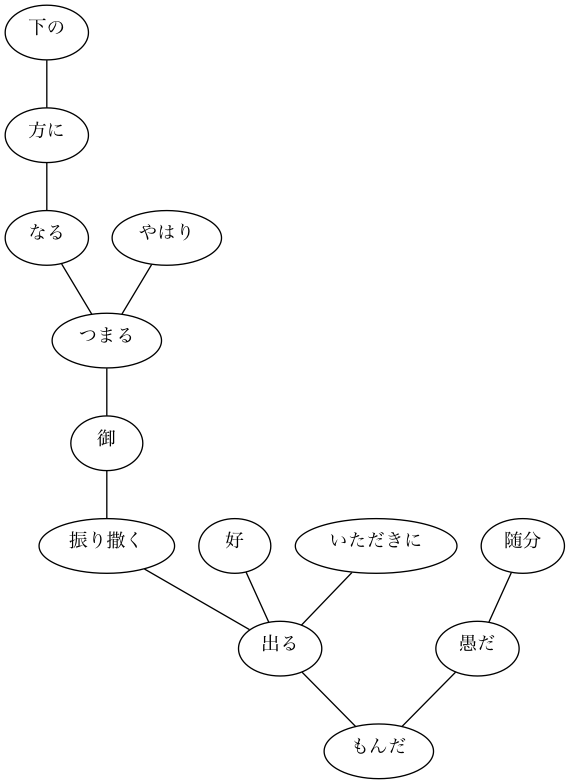 下の
方に
なる
やはり
つまる
御
振り撒く
好
いただきに
随分
出る
愚だ
もんだ